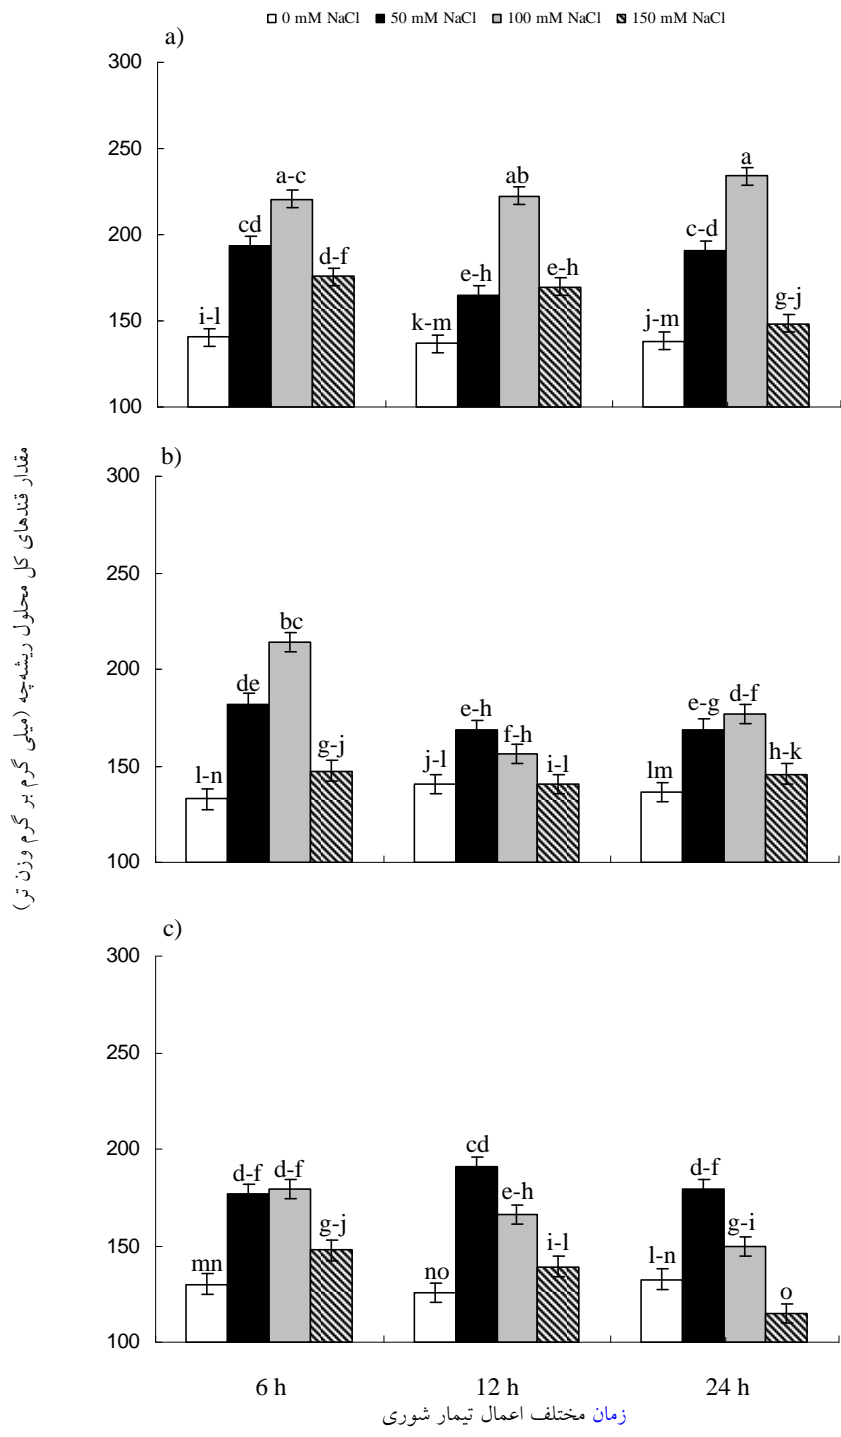 0 mM NaCl 50 mM NaCl 100 mM NaCl 150 mM NaCl
a)
300
250
200
150
100
i-l cd a-c d-f k-m e-h ab e-h j-m c-d a g-j
b)
300
250
200
150
100
l-n de bc g-j j-l e-h f-h i-l lm e-g d-f h-k
c)
300
250
200
150
100
mn d-f d-f g-j no cd e-h i-l l-n d-f g-i o
مقدار قندهای کل محلول ریشه‌چه (میلی گرم بر گرم وزن تر)
6 h 12 h 24 h
زمان مختلف اعمال تیمار شوری